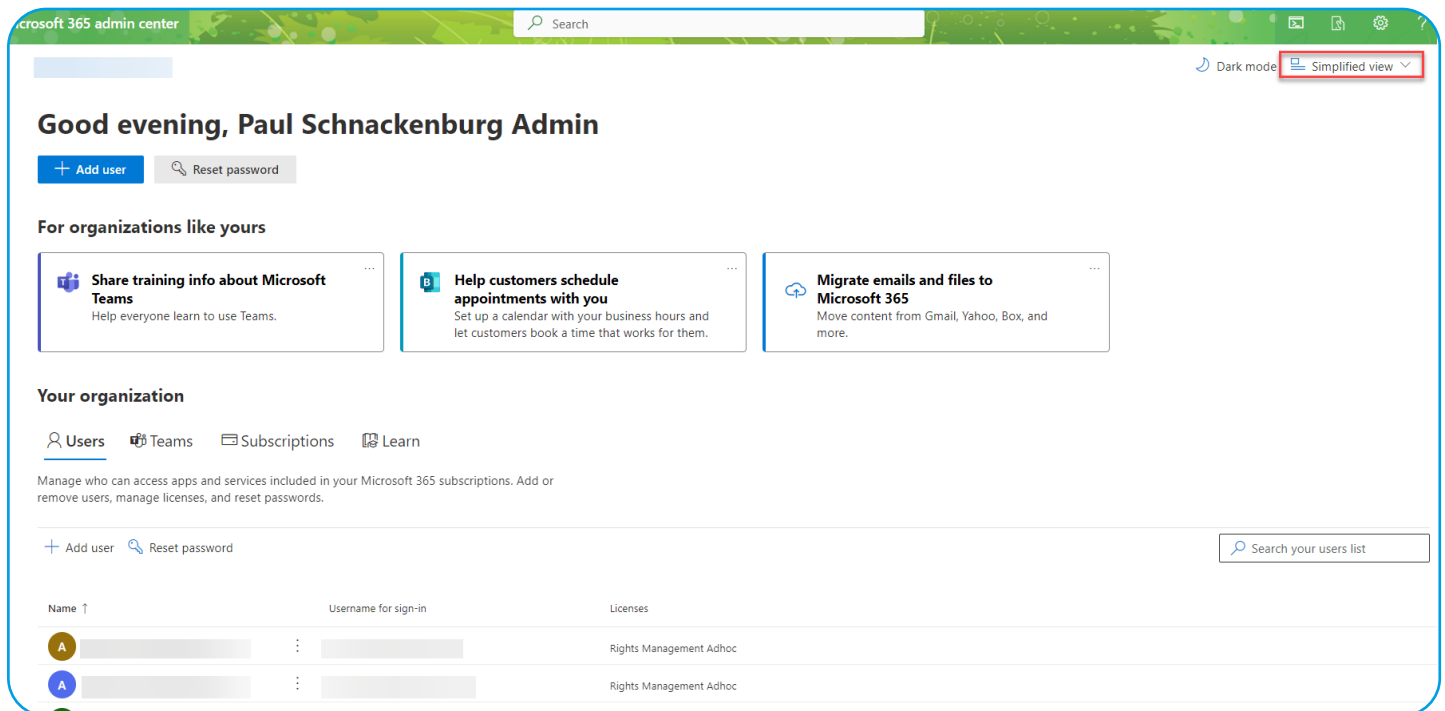 crosoft 365 admin center
Search
?
Dark mode
Simplified view
Good evening, Paul Schnackenburg Admin
Add user
Reset password
For organizations like yours
Share training info about Microsoft
Teams
Help everyone learn to use Teams.
B
Help customers schedule
appointments with you
Set up a calendar with your business hours and
let customers book a time that works for them.
Migrate emails and files to
Microsoft 365
Move content from Gmail, Yahoo, Box, and
more.
Your organization
Users
Teams
Subscriptions
Learn
Manage who can access apps and services included in your Microsoft 365 subscriptions. Add or
remove users, manage licenses, and reset passwords.
Add user
Reset password
Search your users list
Name ↑
Username for sign-in
Licenses
A
Rights Management Adhoc
A
Rights Management Adhoc